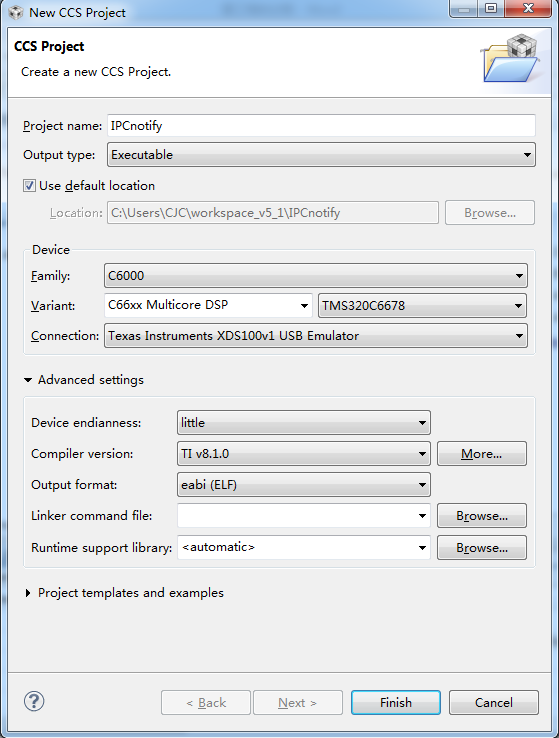 New CCS Project
CCS Project
Create a new CCS Project.
Project name: IPCnotify
Output type: Executable
Use default location
Location: C:\Users\CJC\workspace_v5_1\IPCnotify Browse...
Device
Family: C6000
Variant: C66xx Multicore DSP TMS320C6678
Connection: Texas Instruments XDS100v1 USB Emulator
Advanced settings
Device endianness: little
Compiler version: TI v8.1.0 More...
Output format: eabi (ELF)
Linker command file: Browse...
Runtime support library: <automatic> Browse...
Project templates and examples
? < Back Next > Finish Cancel